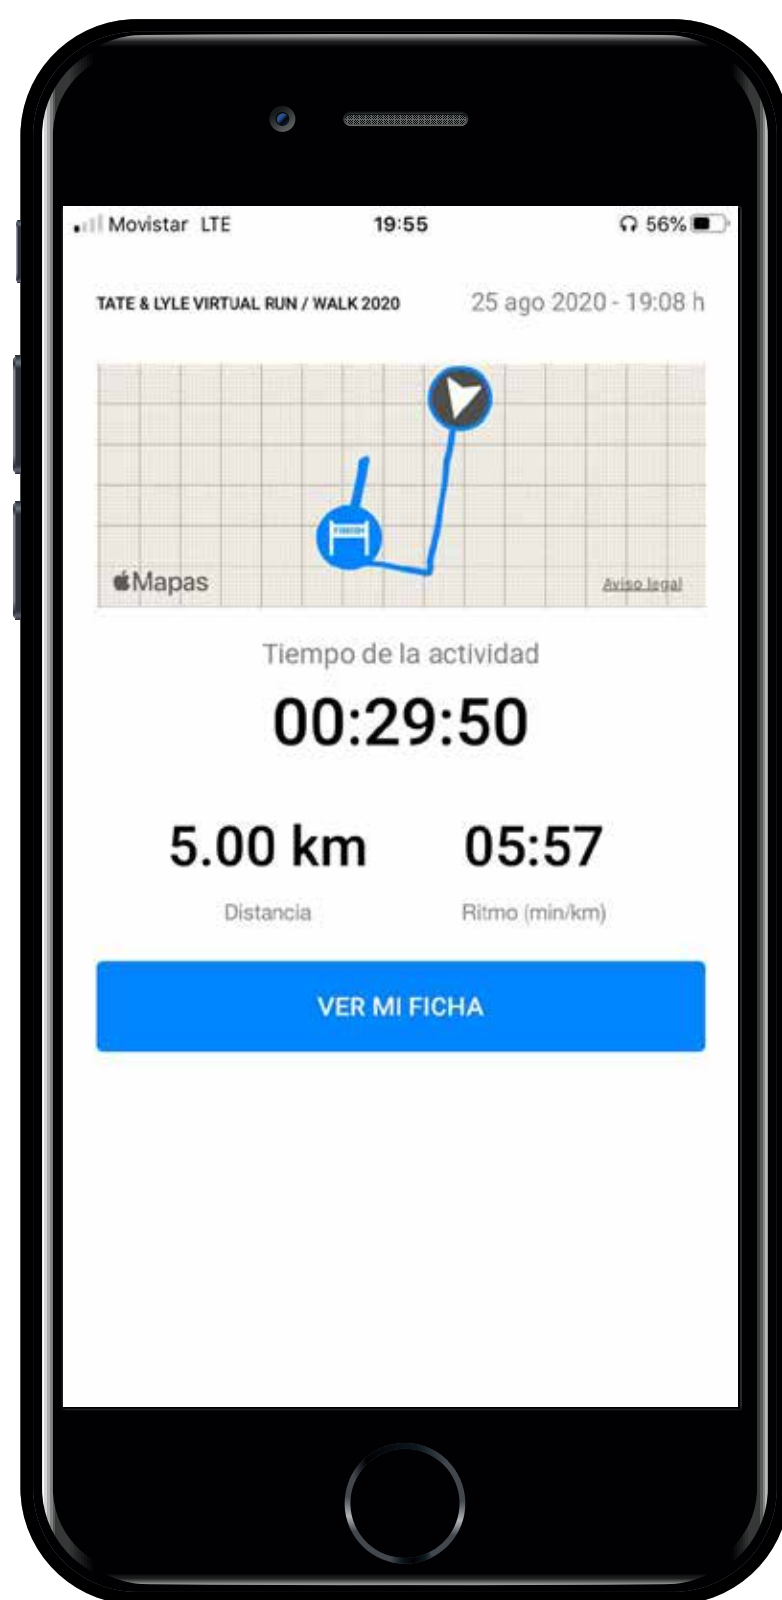 Movistar LTE 19:55 56%
TATE & LYLE VIRTUAL RUN / WALK 2020 25 ago 2020 - 19:08 h
FINISH
Mapas Aviso legal
Tiempo de la actividad
00:29:50
5.00 km 05:57
Distancia Ritmo (min/km)
VER MI FICHA